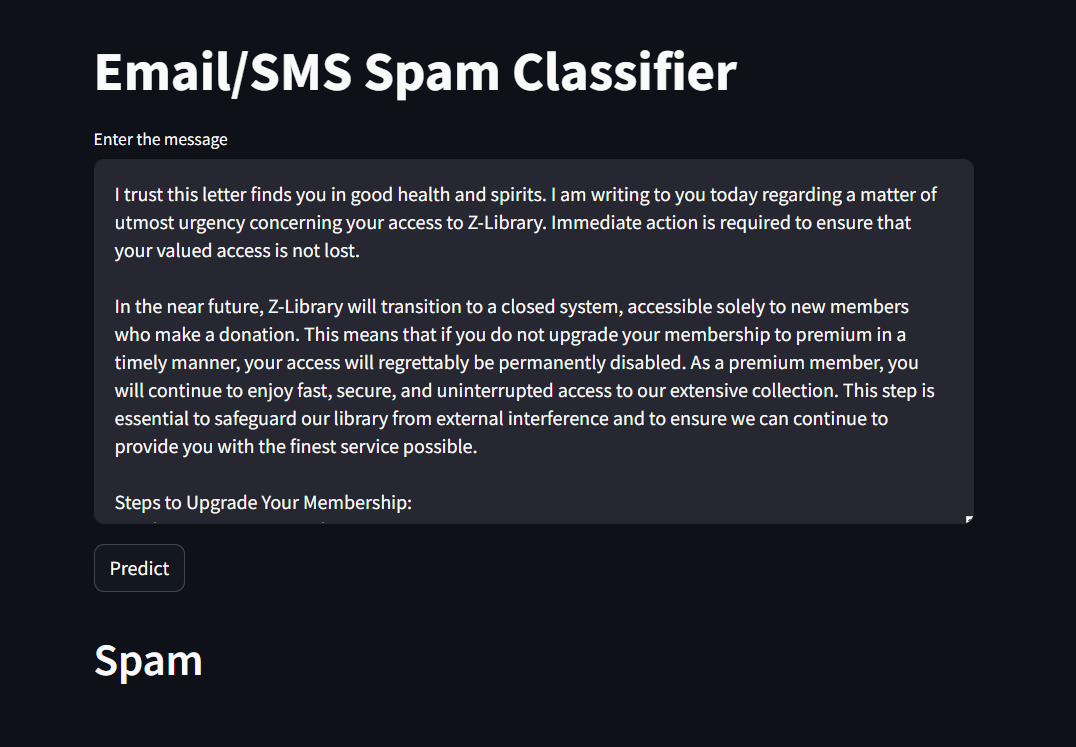 Email/SMS Spam Classifier
Enter the message
I trust this letter finds you in good health and spirits. I am writing to you today regarding a matter of
utmost urgency concerning your access to Z-Library. Immediate action is required to ensure that
your valued access is not lost.
In the near future, Z-Library will transition to a closed system, accessible solely to new members
who make a donation. This means that if you do not upgrade your membership to premium in a
timely manner, your access will regrettably be permanently disabled. As a premium member, you
will continue to enjoy fast, secure, and uninterrupted access to our extensive collection. This step is
essential to safeguard our library from external interference and to ensure we can continue to
provide you with the finest service possible.
Steps to Upgrade Your Membership:
Predict
Spam